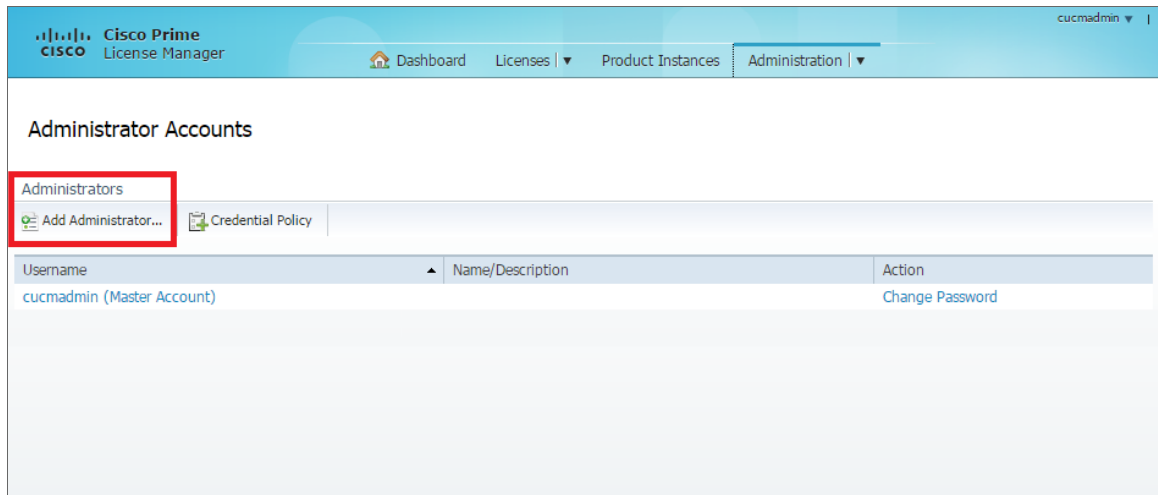 cucmadmin
Cisco Prime
CISCO License Manager
Dashboard Licenses Product Instances Administration
Administrator Accounts
Administrators
Add Administrator... Credential Policy
Username Name/Description Action
cucmadmin (Master Account) Change Password